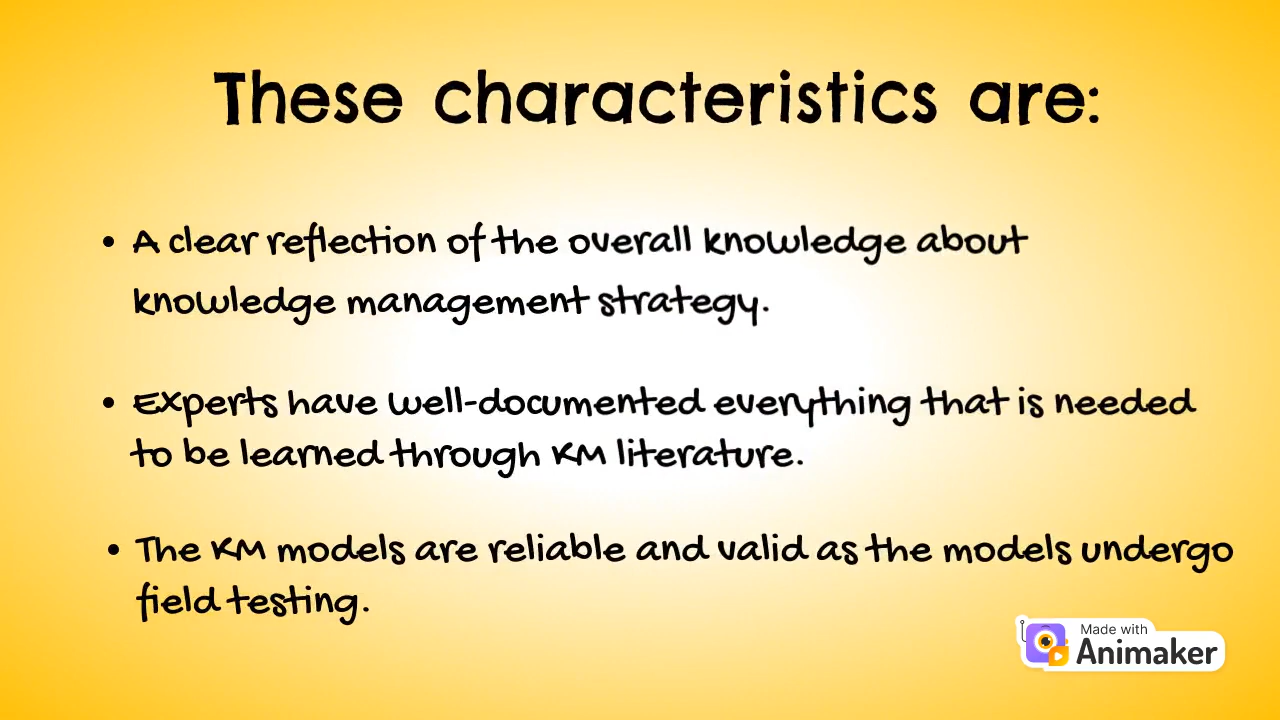 These characteristics are:
• A clear reflection of the overall knowledge about
knowledge management strategy.
• Experts have well-documented everything that is needed
to be learned through KM literature.
• The KM models are reliable and valid as the models undergo
field testing.
Made with
Animaker